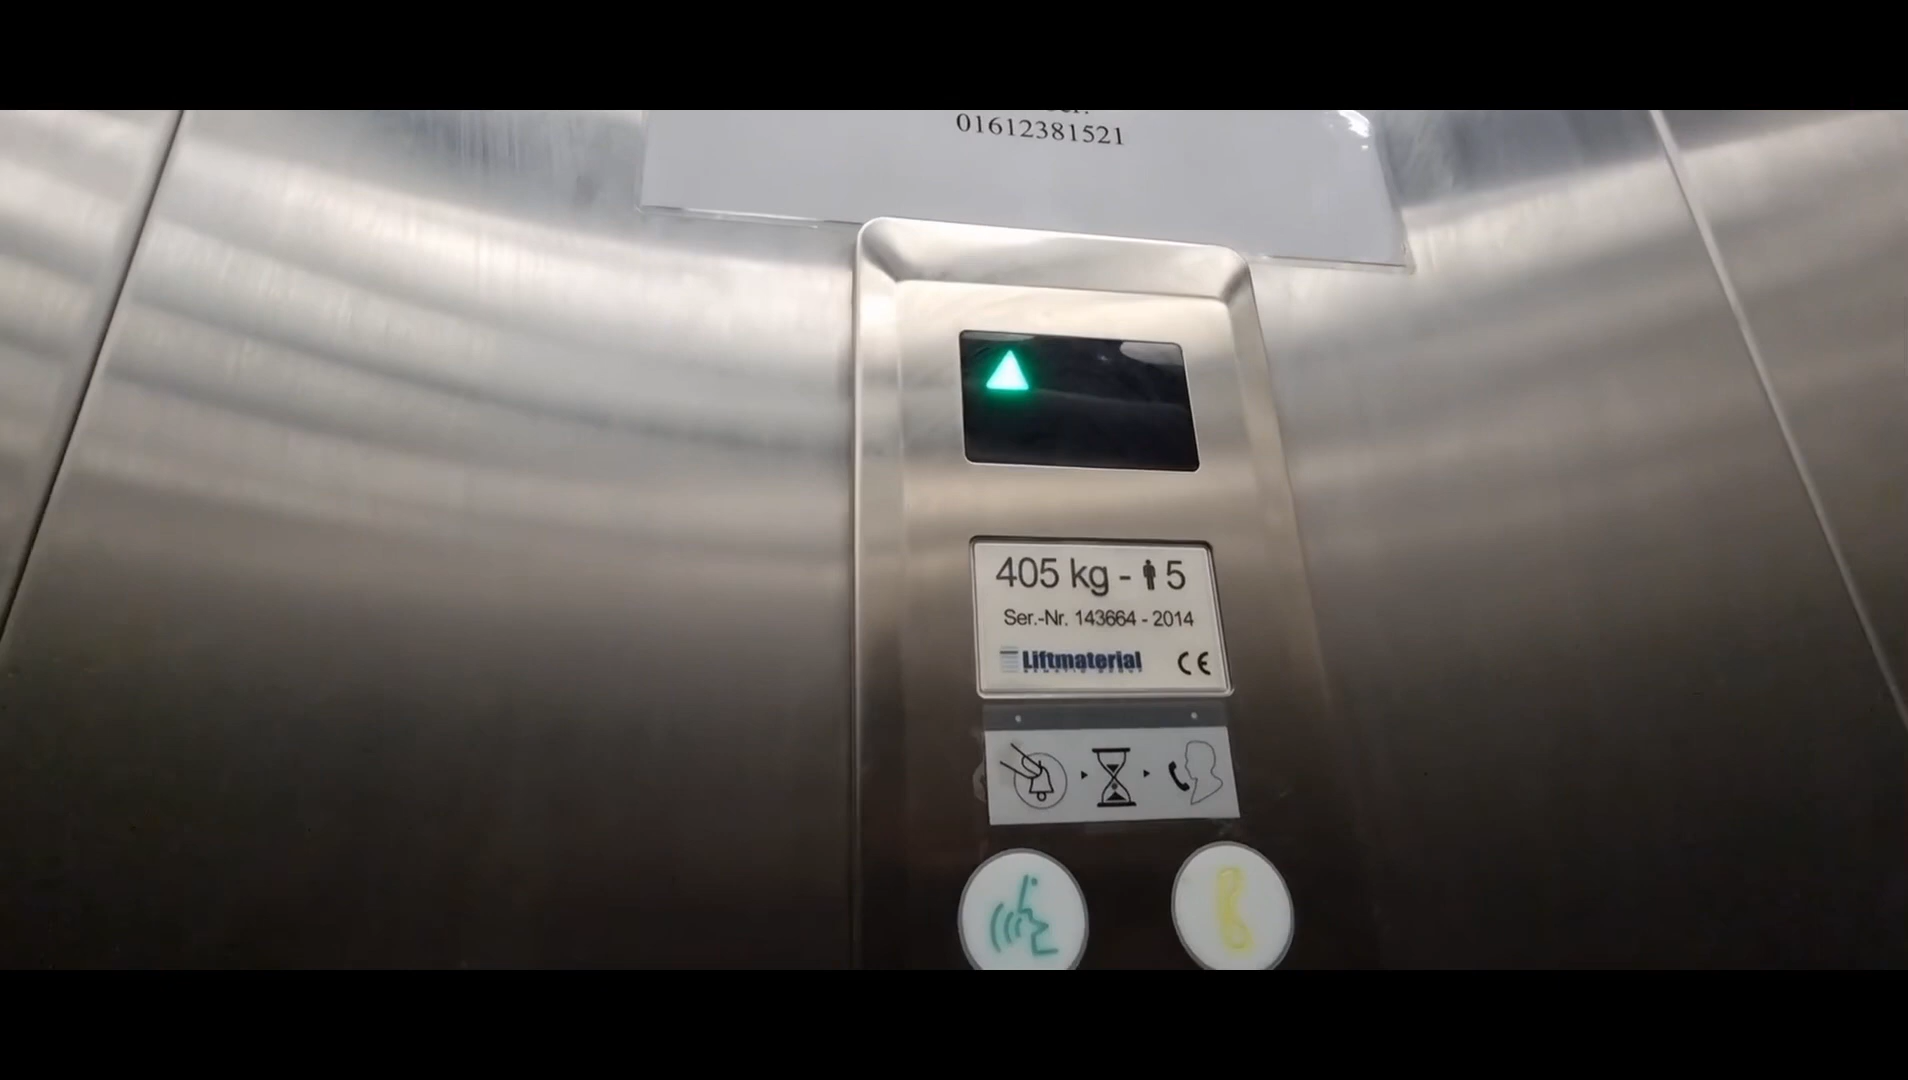 01612381521
405 kg - 5
Ser.-Nr. 143664 - 2014
Liftmaterial
CE